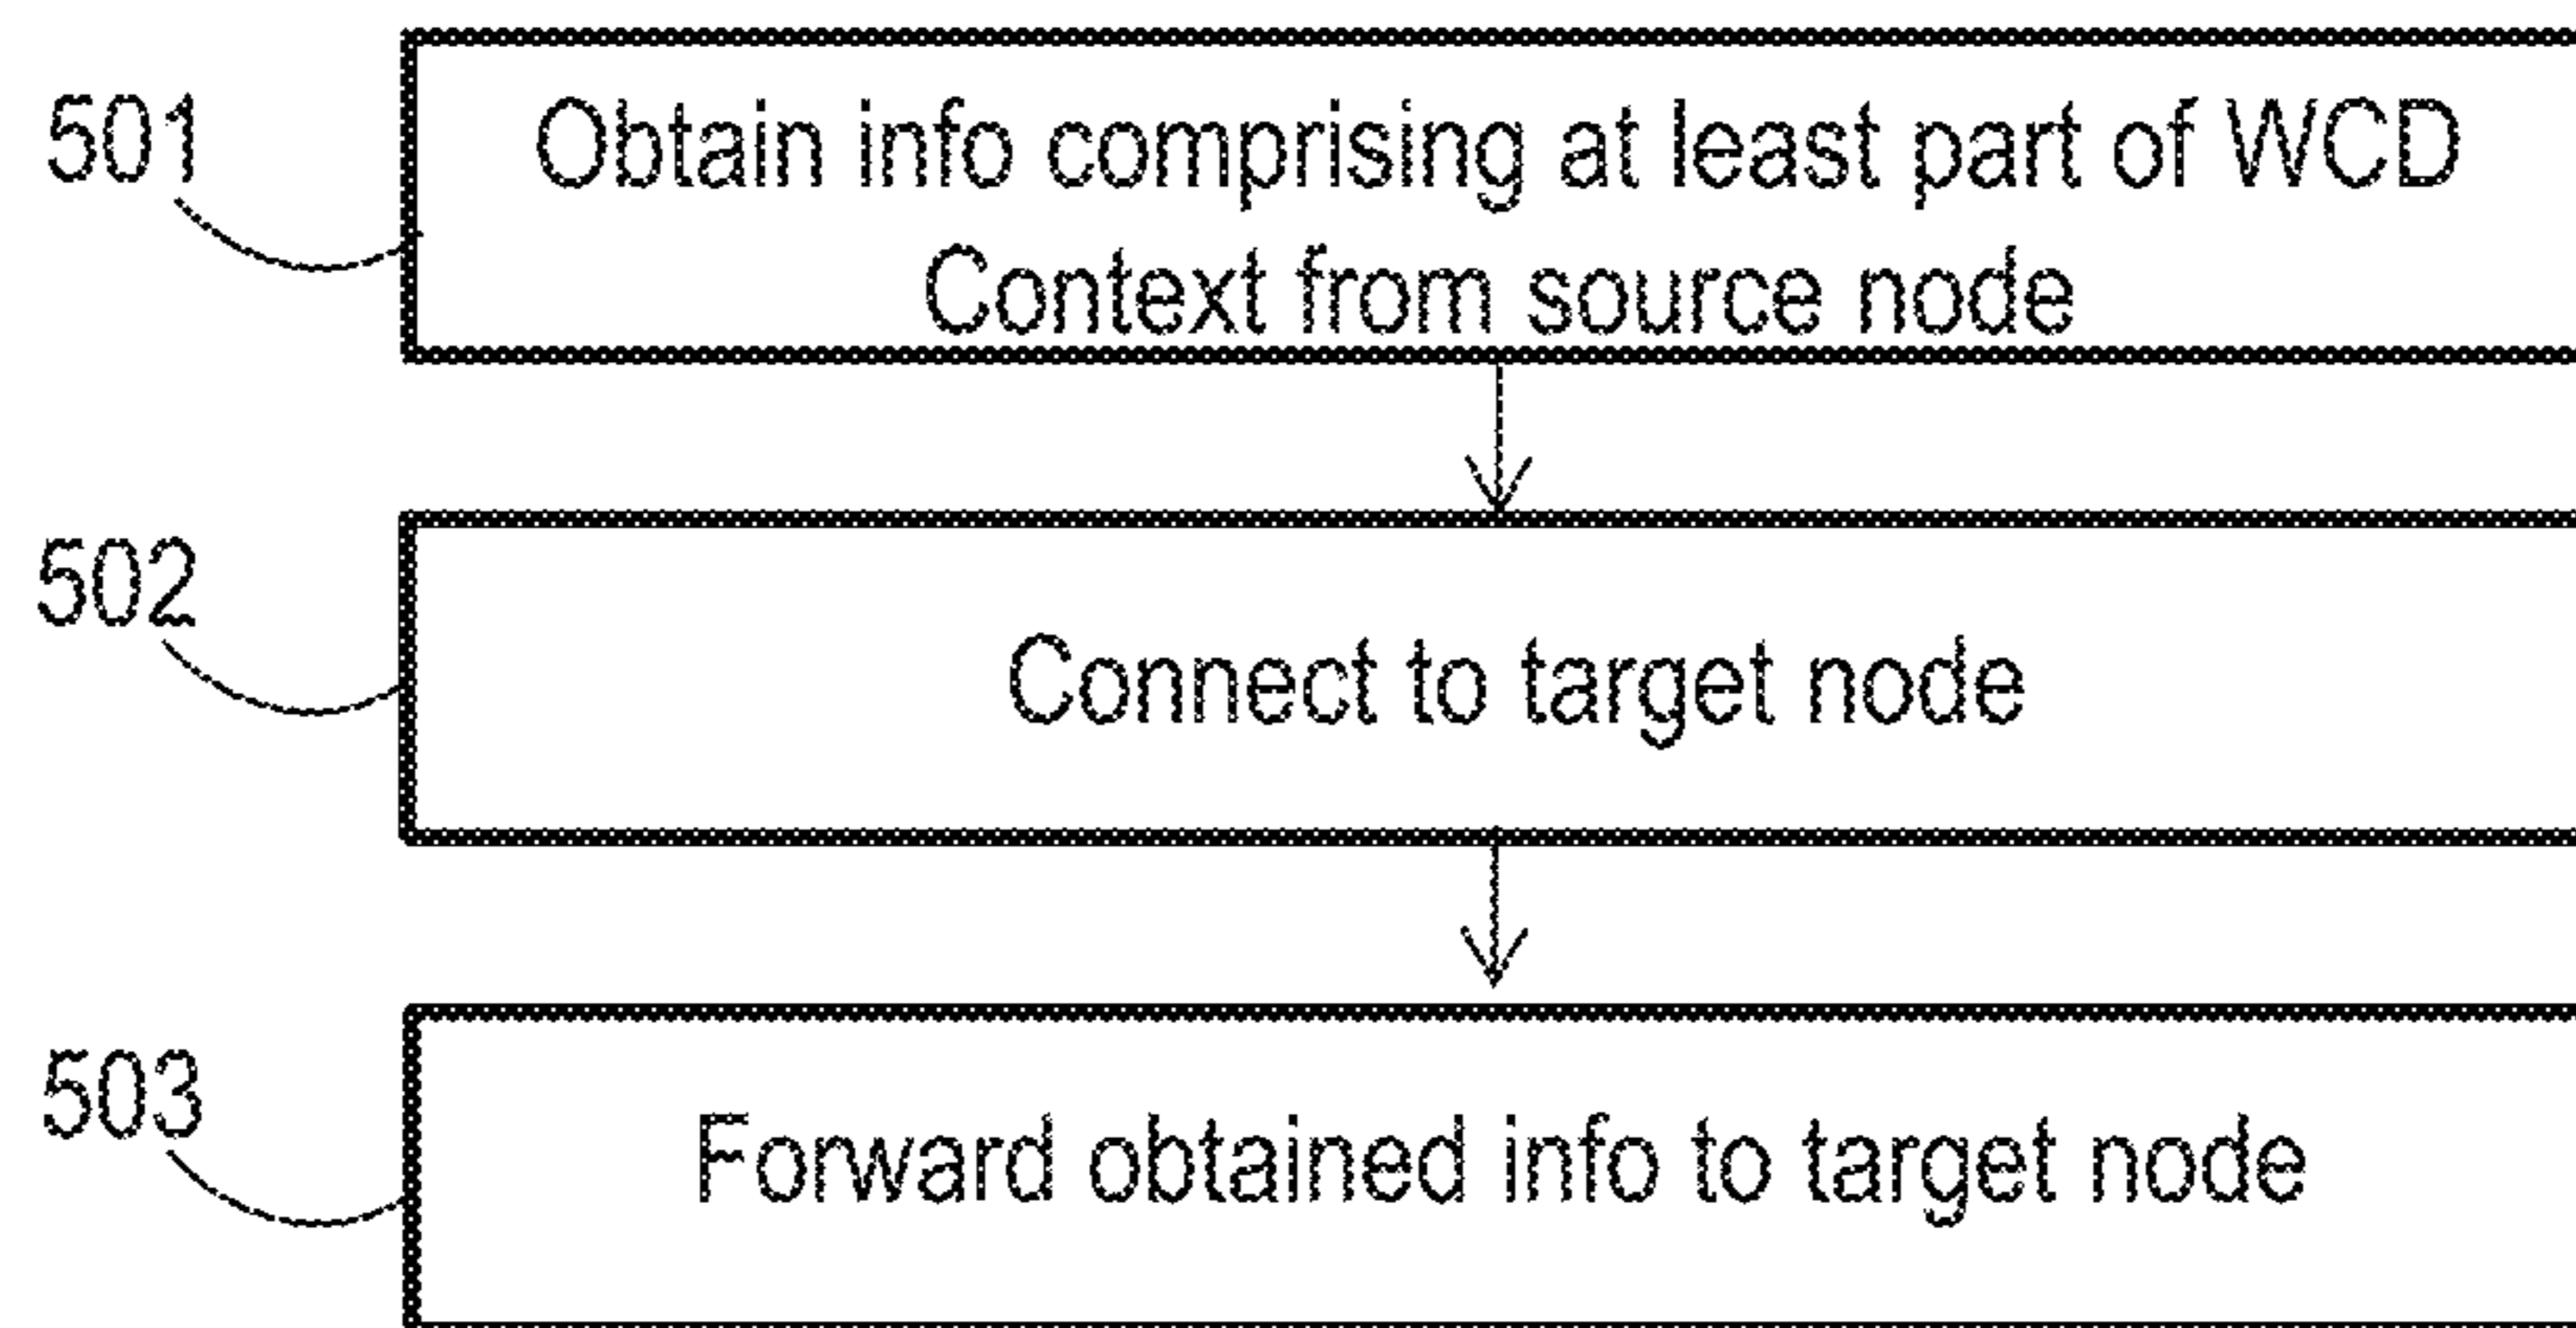 501
Obtain info comprising at least part of WCD
Context from source node
502
Connect to target node
503
Forward obtained info to target node